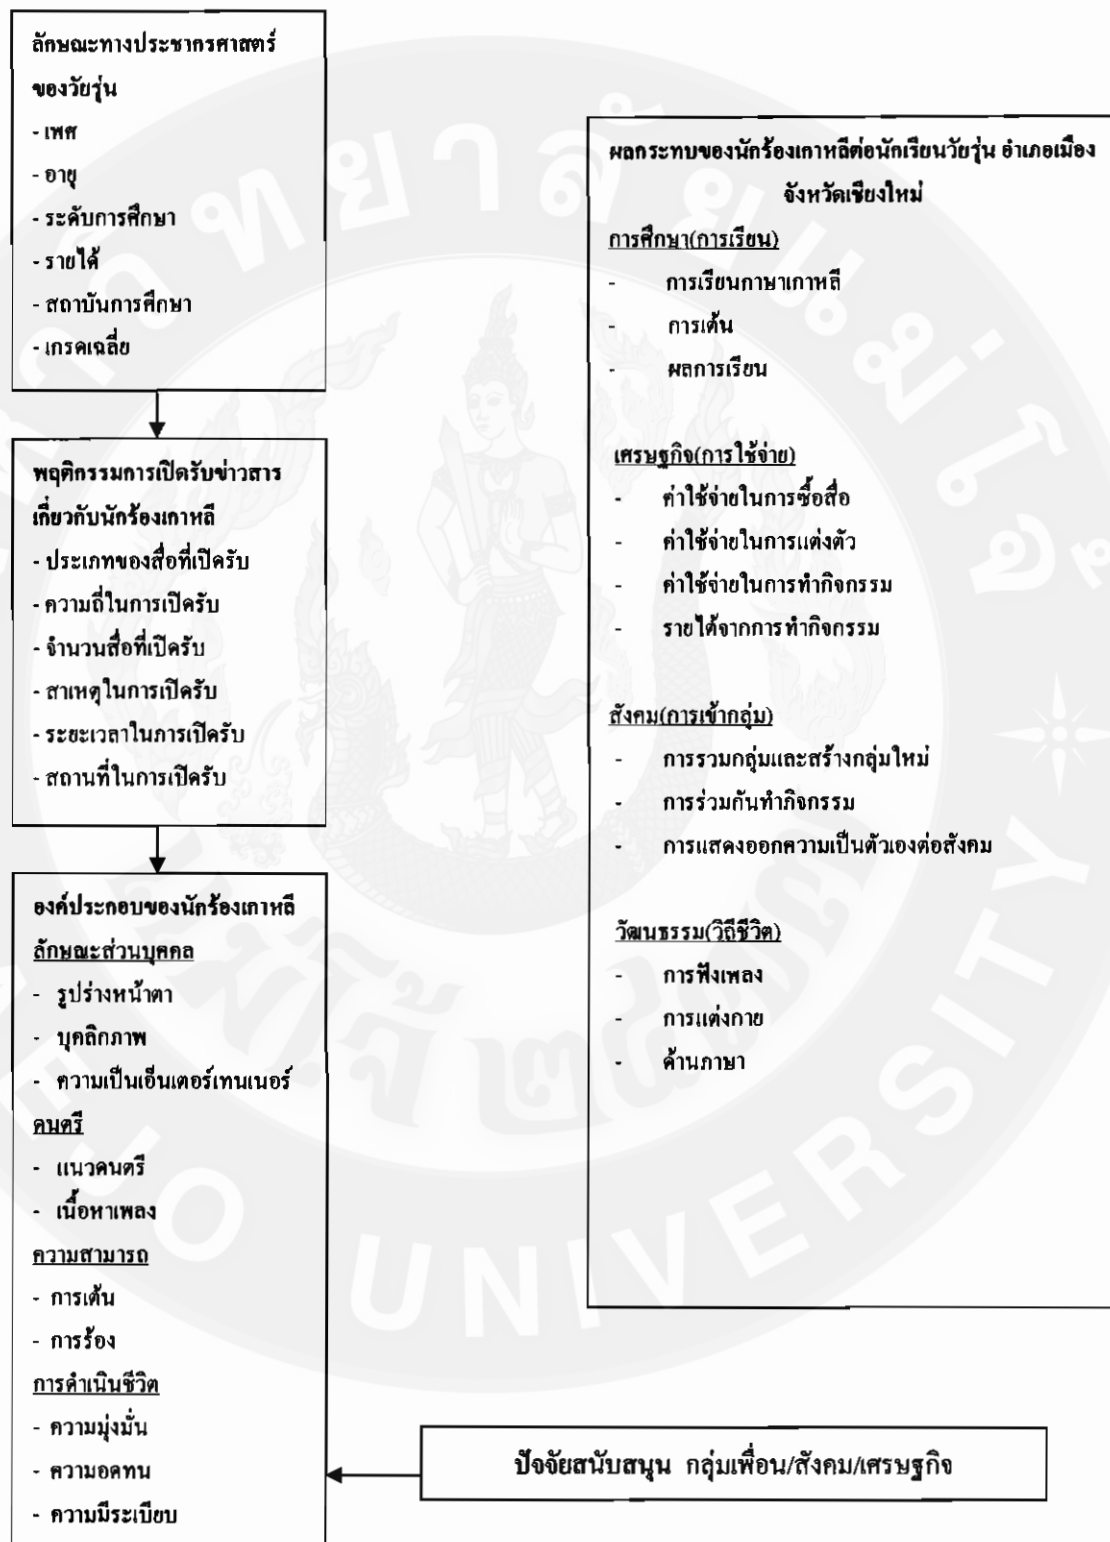 ลักษณะทางประชากรศาสตร์
ของวัยรุ่น
- เพศ
- อายุ
- ระดับการศึกษา
- รายได้
- สถาบันการศึกษา
- เกรดเฉลี่ย
พฤติกรรมการเปิดรับข่าวสาร
เกี่ยวกับนักร้องเกาหลี
- ประเภทของสื่อที่เปิดรับ
- ความถี่ในการเปิดรับ
- จำนวนสื่อที่เปิดรับ
- สาเหตุในการเปิดรับ
- ระยะเวลาในการเปิดรับ
- สถานที่ในการเปิดรับ
องค์ประกอบของนักร้องเกาหลี
ลักษณะส่วนบุคคล
- รูปร่างหน้าตา
- บุคลิกภาพ
- ความเป็นเอ็นเตอร์เทนเนอร์
ดนตรี
- แนวดนตรี
- เนื้อหาเพลง
ความสามารถ
- การเต้น
- การร้อง
การดำเนินชีวิต
- ความมุ่งมั่น
- ความอดทน
- ความมีระเบียบ
ผลกระทบของนักร้องเกาหลีต่อนักเรียนวัยรุ่น อำเภอเมือง
จังหวัดเชียงใหม่
การศึกษา(การเรียน)
- การเรียนภาษาเกาหลี
- การเต้น
- ผลการเรียน
เศรษฐกิจ(การใช้จ่าย)
- ค่าใช้จ่ายในการซื้อสื่อ
- ค่าใช้จ่ายในการแต่งตัว
- ค่าใช้จ่ายในการทำกิจกรรม
- รายได้จากการทำกิจกรรม
สังคม(การเข้ากลุ่ม)
- การรวมกลุ่มและสร้างกลุ่มใหม่
- การร่วมกันทำกิจกรรม
- การแสดงออกความเป็นตัวเองต่อสังคม
วัฒนธรรม(วิถีชีวิต)
- การฟังเพลง
- การแต่งกาย
- ด้านภาษา
ปัจจัยสนับสนุน กลุ่มเพื่อน/สังคม/เศรษฐกิจ